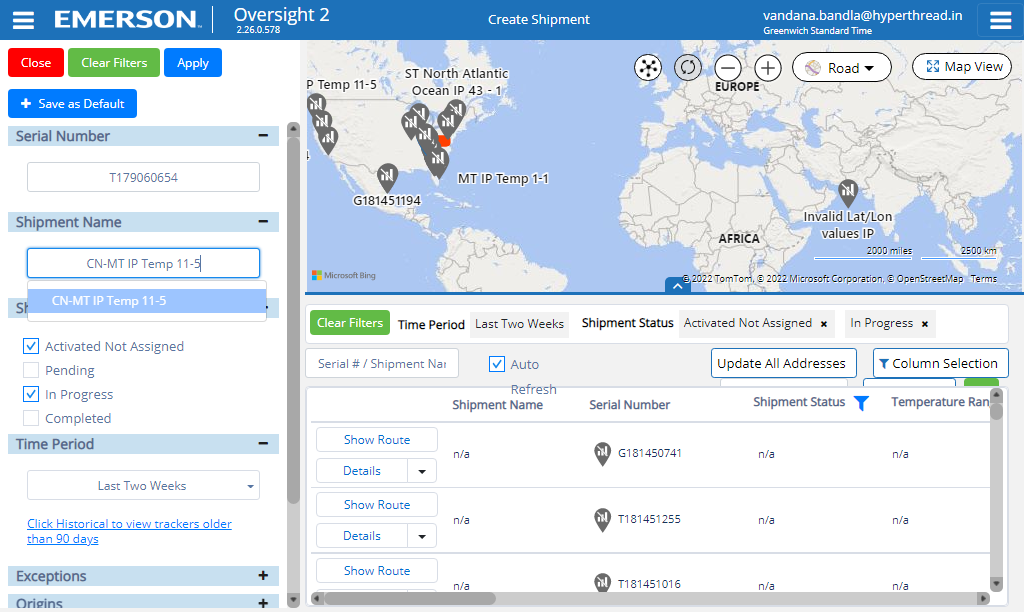 EMERSON
Oversight 2
2.26.0.578
Create Shipment
vandana.bandla@hyperthread.in
Greenwich Standard Time
Close
Clear Filters
Apply
Save as Default
Serial Number
T179060654
Shipment Name
CN-MT IP Temp 11-5
CN-MT IP Temp 11-5
Activated Not Assigned
Pending
In Progress
Completed
Time Period
Last Two Weeks
Click Historical to view trackers older
than 90 days
Exceptions
Origins
P Temp 11-5
ST North Atlantic
Ocean IP 43 - 1
MT IP Temp 1-1
G181451194
Road
Map View
EUROPE
AFRICA
Invalid Lat/Lon
values IP
2000 miles
2500 km
Microsoft Bing
© 2022 TomTom, © 2022 Microsoft Corporation, © OpenStreetMap Terms
Clear Filters
Time Period
Last Two Weeks
Shipment Status
Activated Not Assigned ×
In Progress ×
Serial # / Shipment Nar
Auto
Refresh
Update All Addresses
Column Selection
Shipment Name
Serial Number
Shipment Status
Temperature Ran
Show Route
Details
n/a
G181450741
n/a
n/a
Show Route
Details
n/a
T181451255
n/a
n/a
Show Route
n/a
T181451016
n/a
n/a